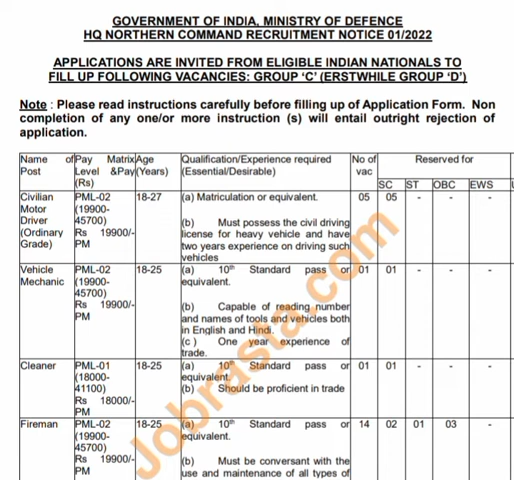 GOVERNMENT OF INDIA, MINISTRY OF DEFENCE
HQ NORTHERN COMMAND RECRUITMENT NOTICE 01/2022
APPLICATIONS ARE INVITED FROM ELIGIBLE INDIAN NATIONALS TO
FILL UP FOLLOWING VACANCIES: GROUP ‘C’ (ERSTWHILE GROUP ‘D’)
Note : Please read instructions carefully before filling up of Application Form. Non
completion of any one/or more instruction (s) will entail outright rejection of
application.
Name of Post Pay Matrix Level & Pay (Rs) Age (Years) Qualification/Experience required (Essential/Desirable) No of vac Reserved for
SC ST OBC EWS
Civilian Motor Driver (Ordinary Grade) PML-02 (19900-45700) Rs 19900/- PM 18-27 (a) Matriculation or equivalent. 05 05 - - -
(b) Must possess the civil driving
license for heavy vehicle and have
two years experience on driving such
vehicles
Vehicle Mechanic PML-02 (19900-45700) Rs 19900/- PM 18-25 (a) 10th Standard pass or 01 01 - - -
equivalent.
(b) Capable of reading number
and names of tools and vehicles both
in English and Hindi.
(c ) One year experience of
trade.
Cleaner PML-01 (18000-41100) Rs 18000/- PM 18-25 (a) 10th Standard pass or 01 01 - - -
equivalent.
(b) Should be proficient in trade
Fireman PML-02 (19900-45700) Rs 19900/- PM 18-25 (a) 10th Standard pass or 14 02 01 03 -
equivalent.
(b) Must be conversant with the
use and maintenance of all types of
Jobrasta.com